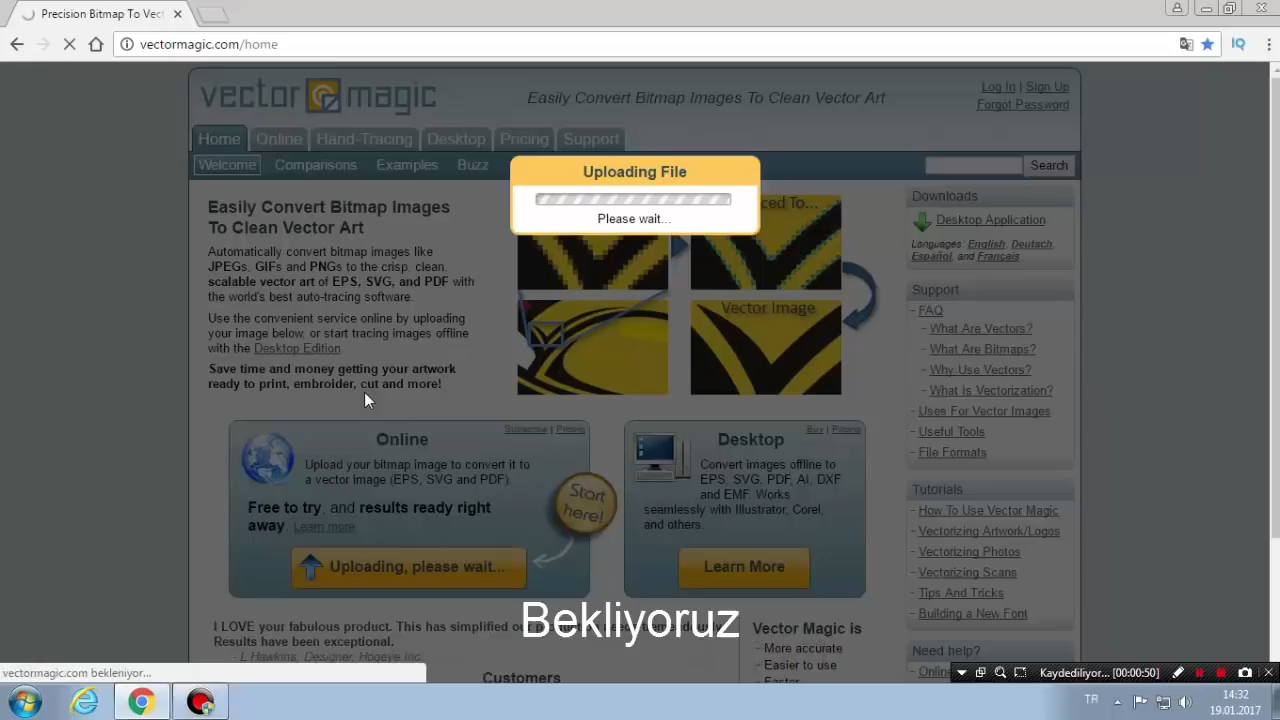 Precision Bitmap To Vect
vectormagic.com/home
IQ
vector magic
Easily Convert Bitmap Images To Clean Vector Art
Log In | Sign Up
Forgot Password
Home Online Hand-Tracing Desktop Pricing Support
Welcome Comparisons Examples Buzz
Search
Uploading File
Please wait...
Easily Convert Bitmap Images
To Clean Vector Art
Automatically convert bitmap images like
JPEGs, GIFs and PNGs to the crisp, clean,
scalable vector art of EPS, SVG, and PDF with
the world's best auto-tracing software.
Use the convenient service online by uploading
your image below, or start tracing images offline
with the Desktop Edition
Save time and money getting your artwork
ready to print, embroider, cut and more!
ced To...
Vector Image
Downloads
Desktop Application
Languages: English, Deutsch,
Español, and Français
Support
- FAQ
- What Are Vectors?
- What Are Bitmaps?
- Why Use Vectors?
- What Is Vectorization?
- Uses For Vector Images
- Useful Tools
- File Formats
Tutorials
- How To Use Vector Magic
- Vectorizing Artwork/Logos
- Vectorizing Photos
- Vectorizing Scans
- Tips And Tricks
- Building a New Font
Need help?
- Online
Subscribe | Pricing
Online
Upload your bitmap image to convert it to
a vector image (EPS, SVG and PDF).
Free to try, and results ready right
away. Learn more.
Start
here!
Uploading, please wait...
Buy | Pricing
Desktop
Convert images offline to
EPS, SVG, PDF, AI, DXF
and EMF. Works
seamlessly with Illustrator, Corel,
and others.
Learn More
Bekliyoruz
I LOVE your fabulous product. This has simplified our
Results have been exceptional.
- L Hawkins, Designer, Hogeye Inc.
Customers
Vector Magic is
- More accurate
- Easier to use
- Faster
vectormagic.com bekleniyor...
Kaydediliyor... [00:00:50]
TR
14:32
19.01.2017